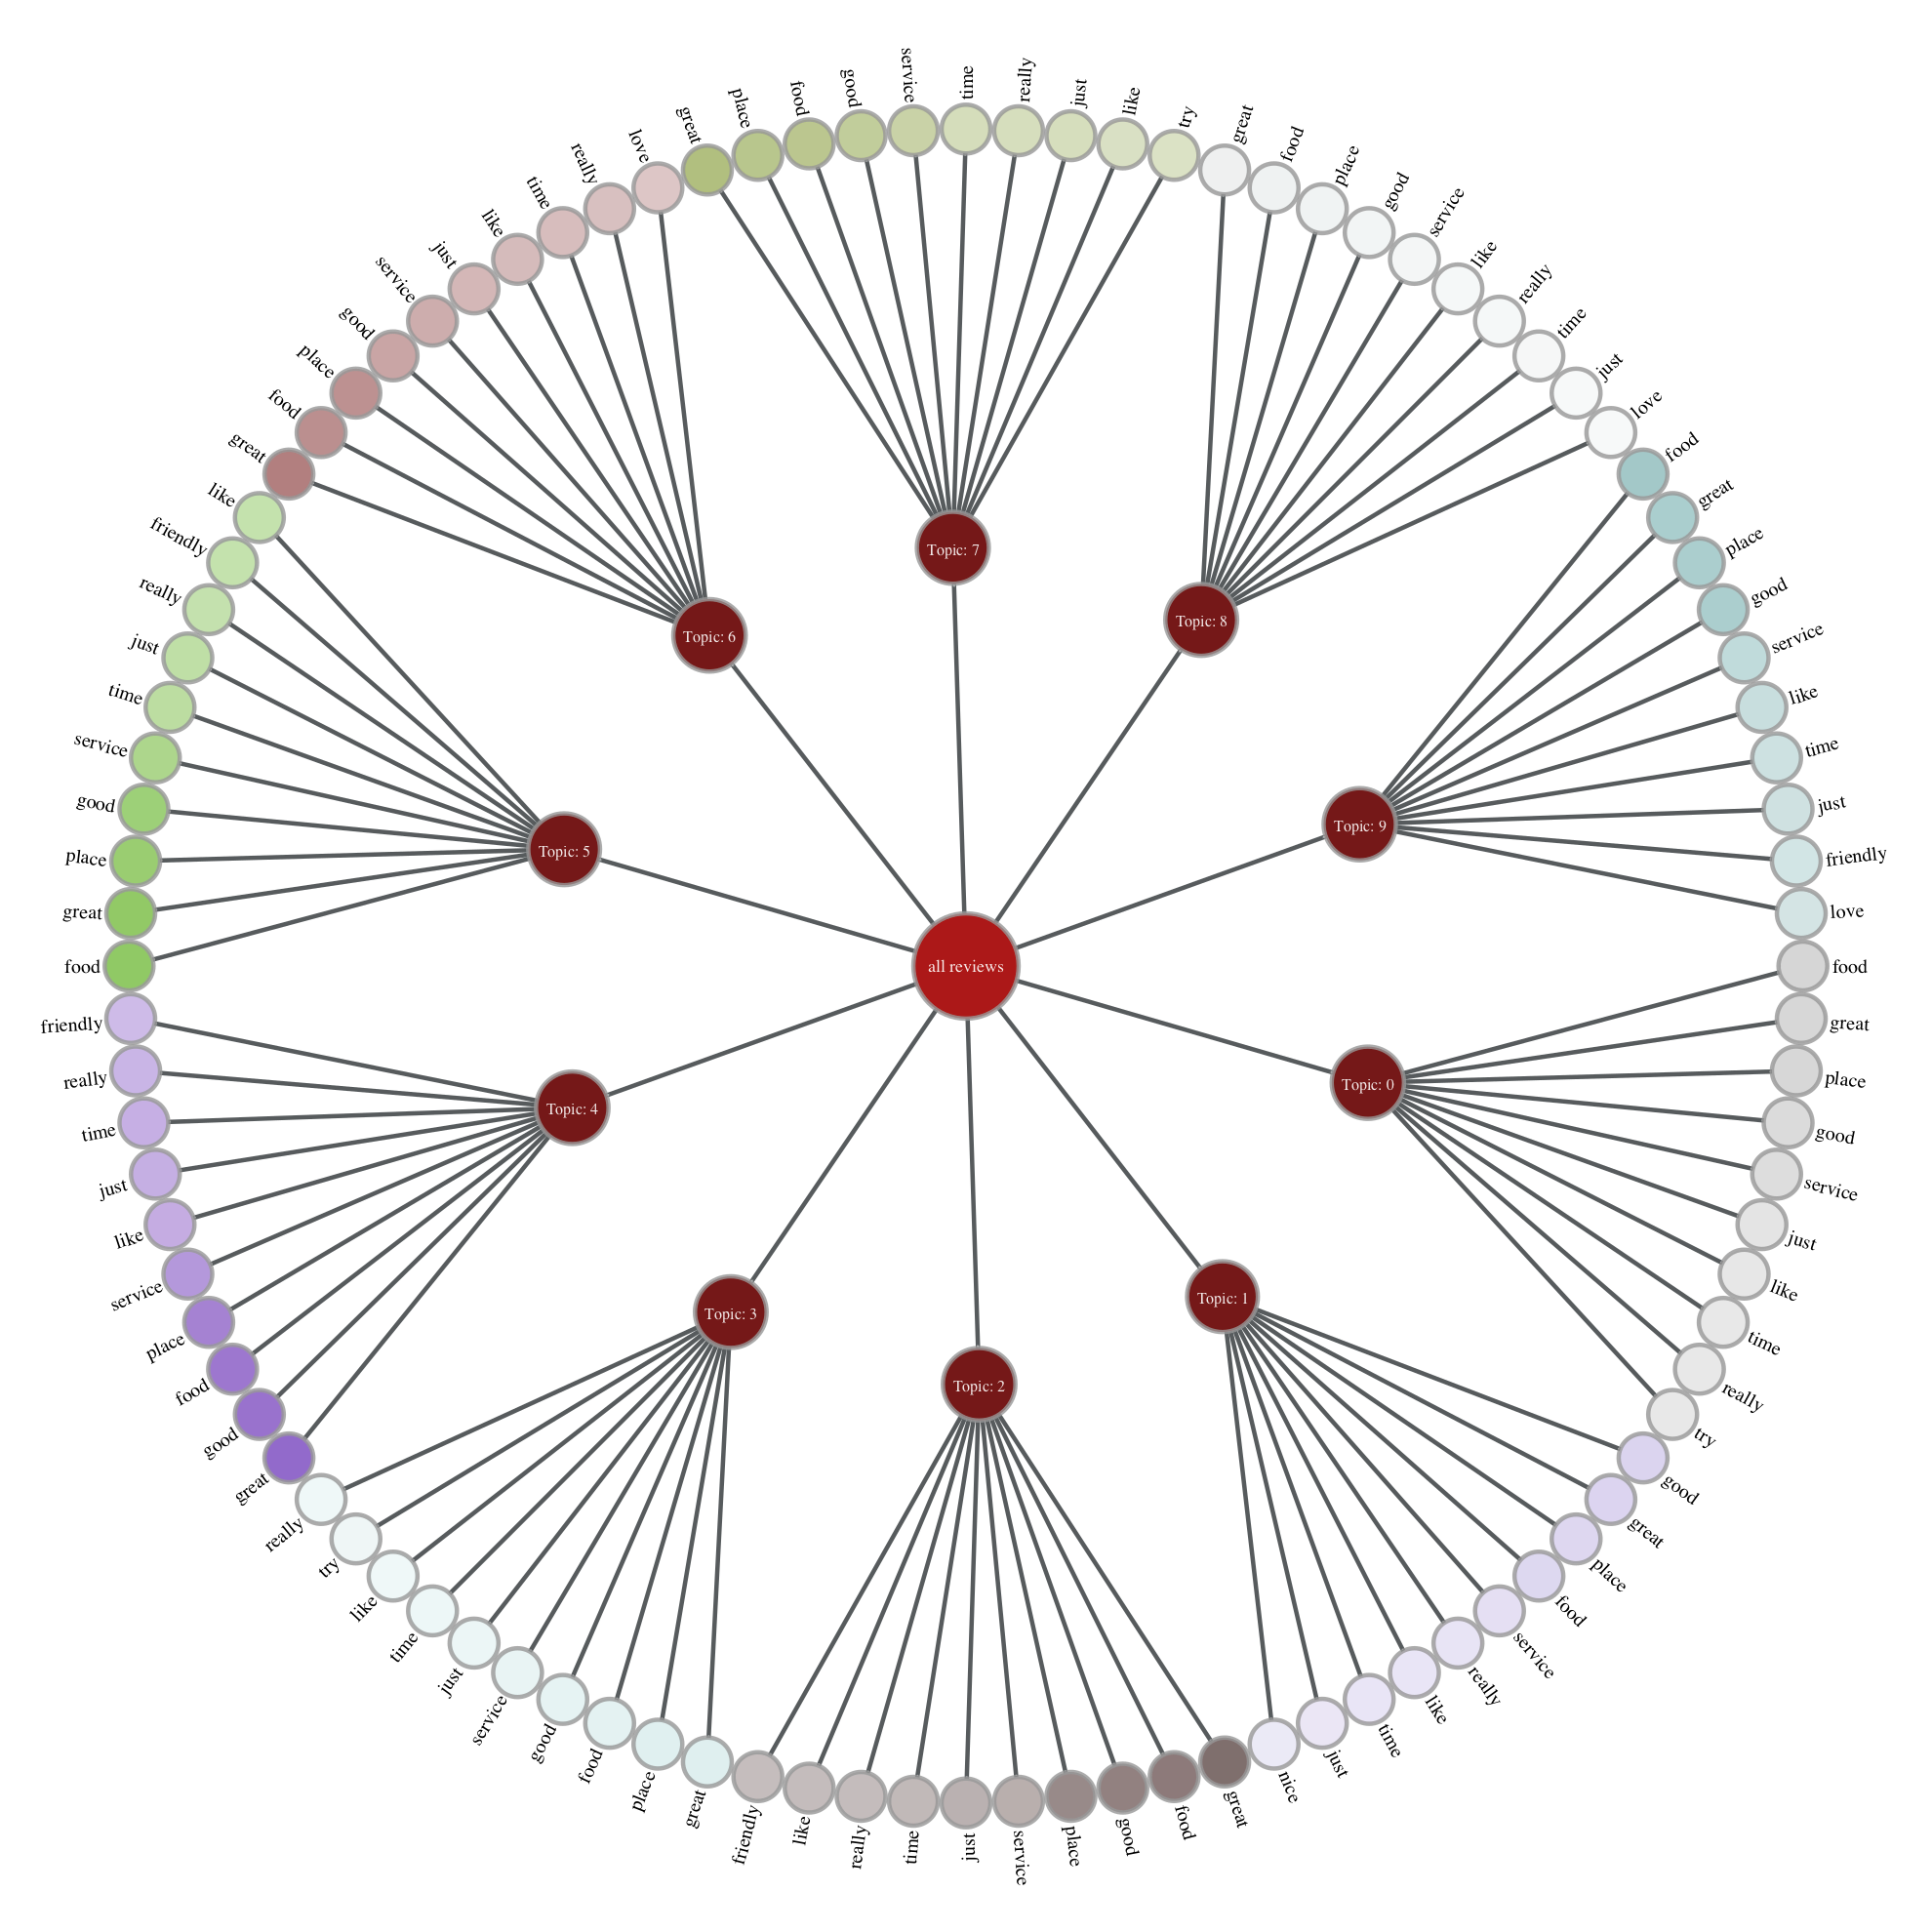 all reviews
Topic: 0
food
great
place
good
service
just
like
time
really
try
Topic: 1
good
great
place
food
service
really
like
time
just
nice
Topic: 2
great
food
good
place
service
just
time
really
like
friendly
Topic: 3
great
place
food
good
service
just
time
like
try
really
Topic: 4
great
good
food
place
service
like
just
time
really
friendly
Topic: 5
food
great
place
good
service
time
just
really
friendly
like
Topic: 6
great
food
place
good
service
just
like
time
really
love
Topic: 7
great
place
food
good
service
time
really
just
like
try
Topic: 8
great
food
place
good
service
like
really
time
just
love
Topic: 9
food
great
place
good
service
like
time
just
friendly
love